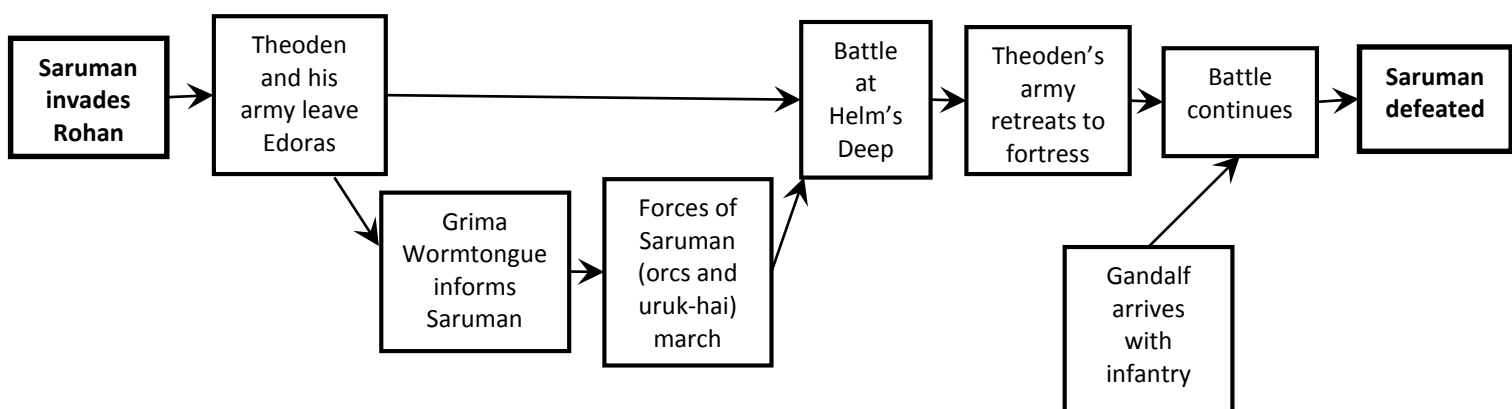 Saruman
invades
Rohan
Theoden
and his
army leave
Edoras
Grima
Wormtongue
informs
Saruman
Forces of
Saruman
(orcs and
uruk-hai)
march
Battle
at
Helm's
Deep
Theoden's
army
retreats to
fortress
Battle
continues
Gandalf
arrives
with
infantry
Saruman
defeated